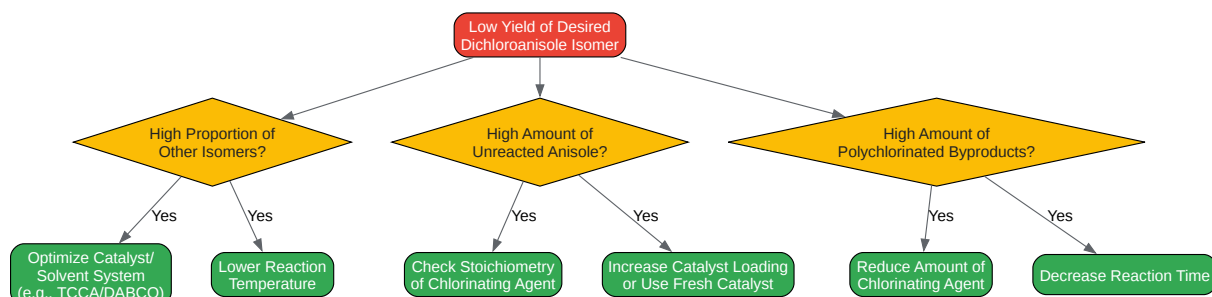 Low Yield of Desired
Dichloroanisole Isomer
High Proportion of
Other Isomers?
High Amount of
Unreacted Anisole?
High Amount of
Polychlorinated Byproducts?
Yes
Yes
Yes
Yes
Yes
Yes
Optimize Catalyst/
Solvent System
(e.g., TCCA/DABCO)
Lower Reaction
Temperature
Check Stoichiometry
of Chlorinating Agent
Increase Catalyst Loading
or Use Fresh Catalyst
Reduce Amount of
Chlorinating Agent
Decrease Reaction Time